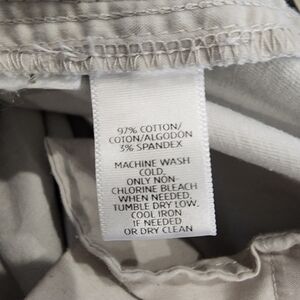 97% COTTON/
COTON/ALGODÓN
3% SPANDEX
MACHINE WASH
COLD.
ONLY NON-
CHLORINE BLEACH
WHEN NEEDED,
TUMBLE DRY LOW.
COOL IRON
IF NEEDED
OR DRY CLEAN